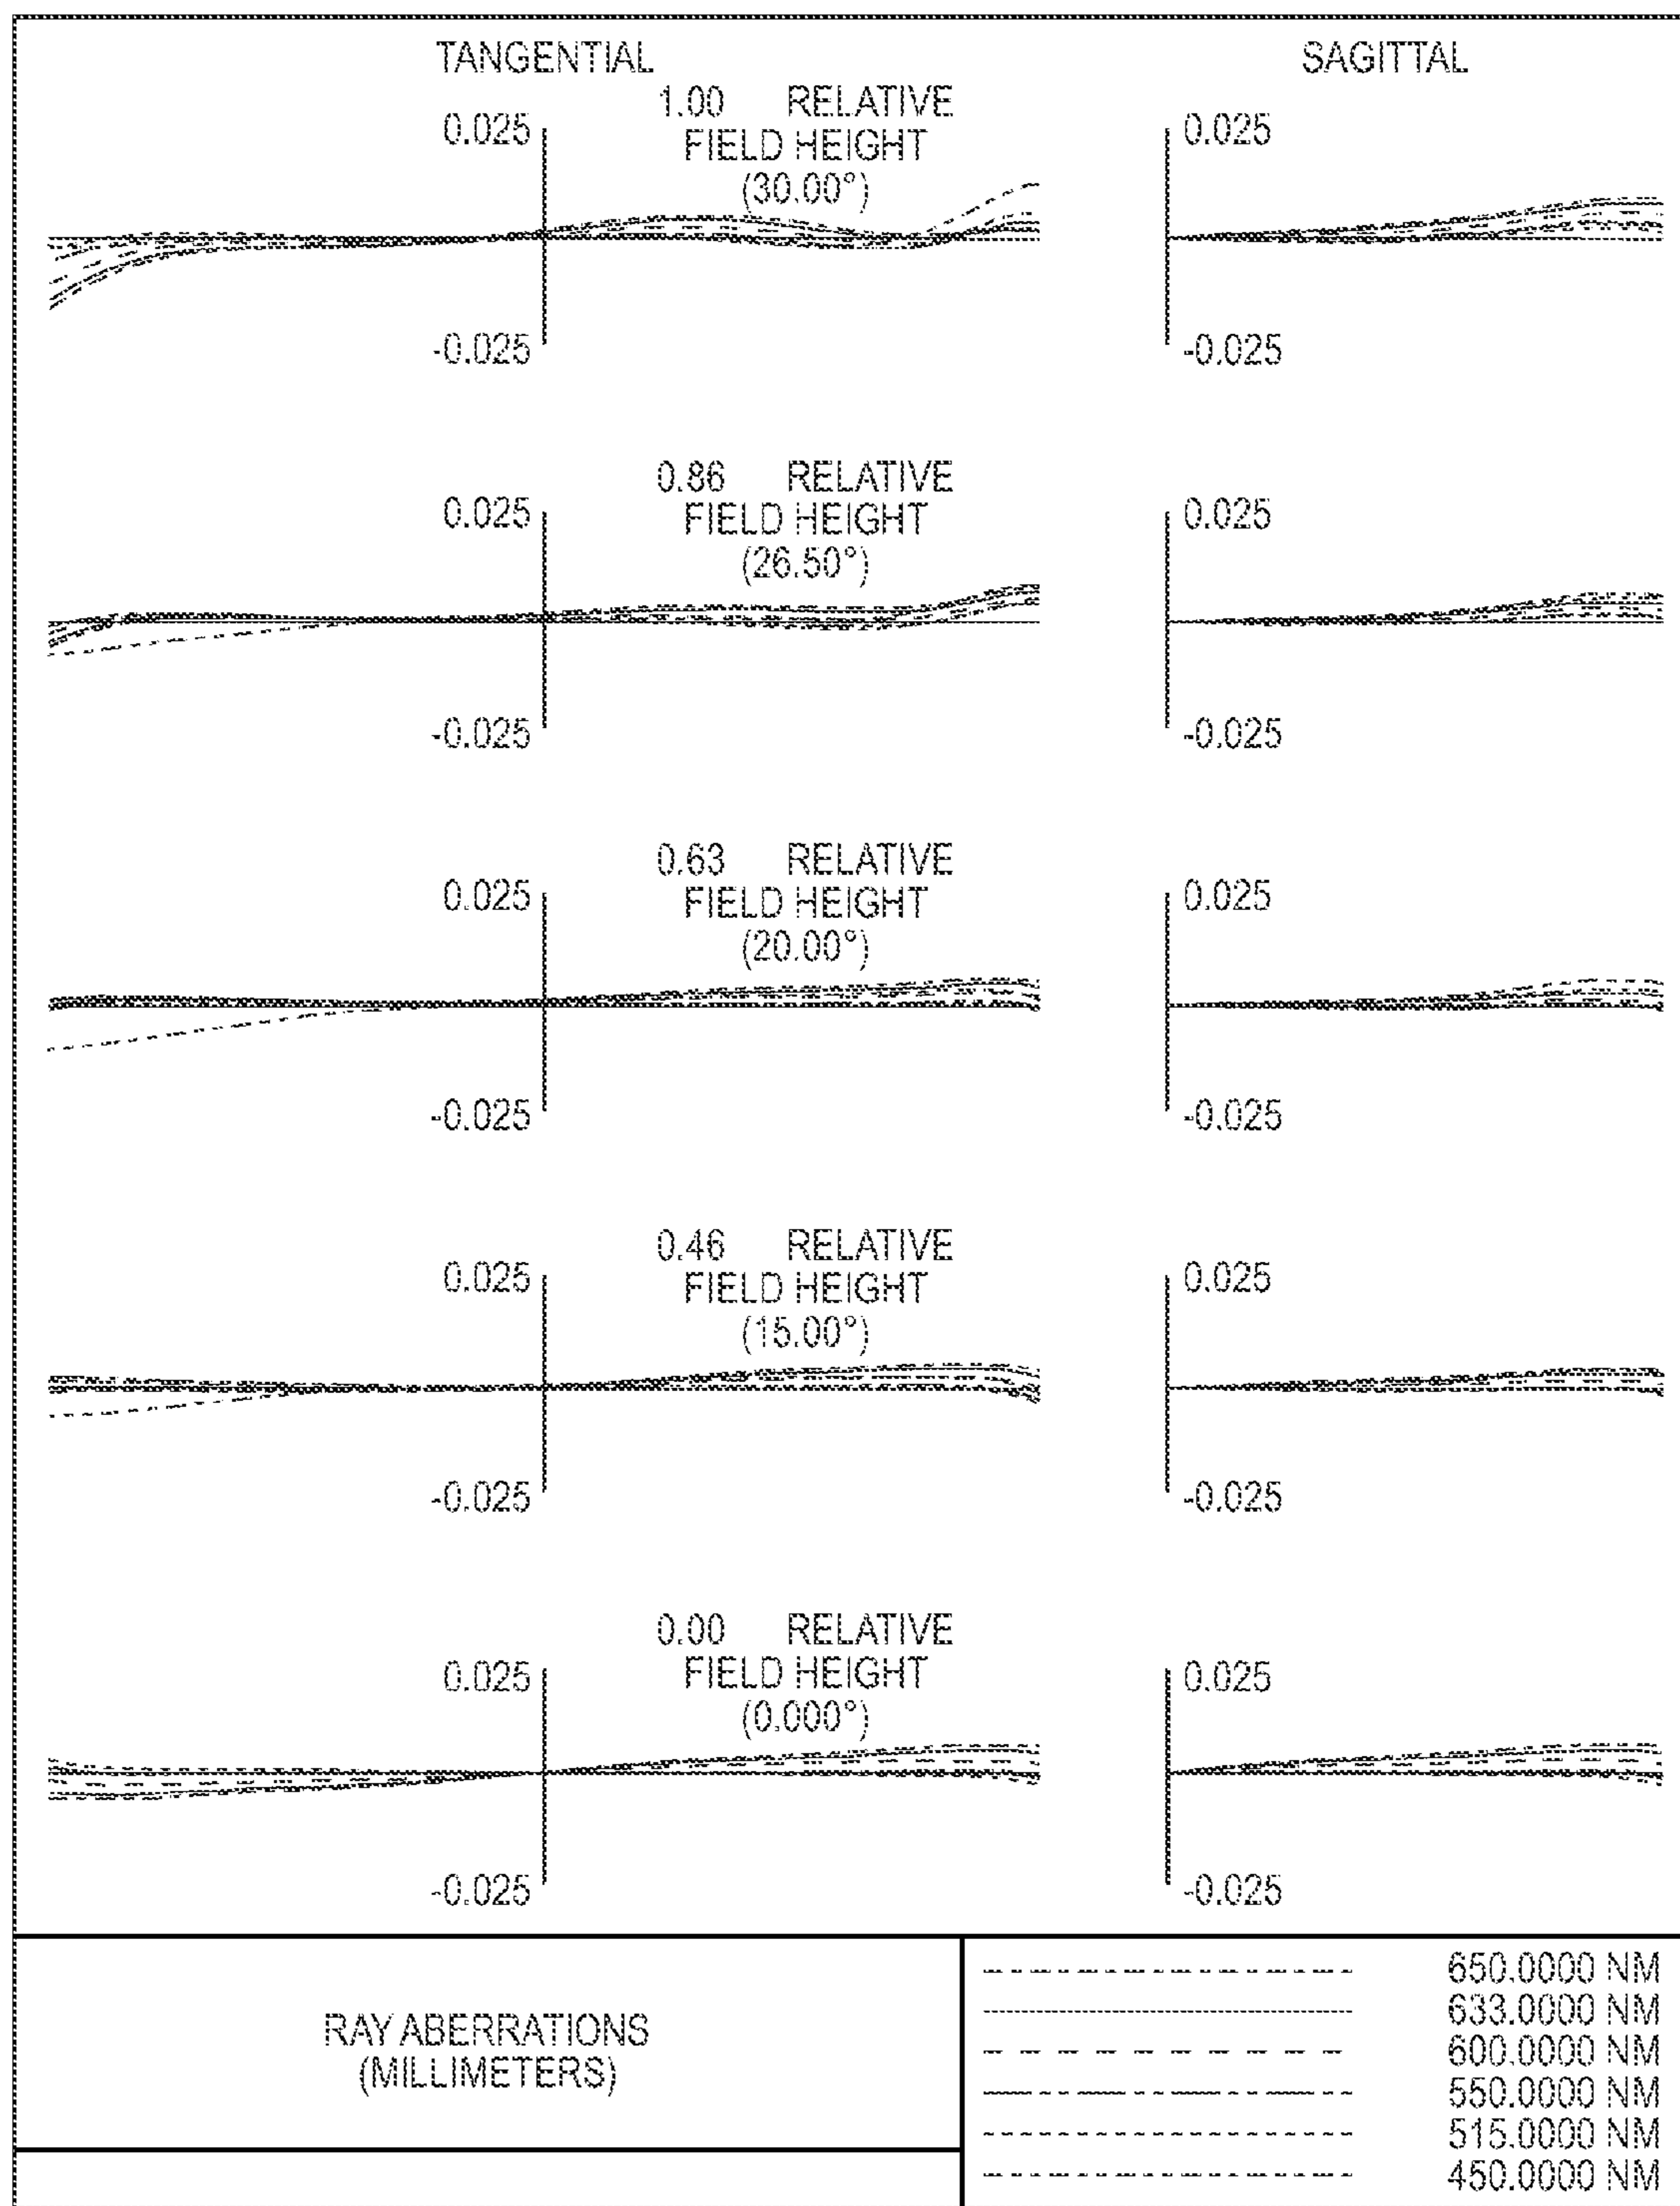 TANGENTIAL
SAGITTAL
1.00 RELATIVE
FIELD HEIGHT
(30.00°)
0.025
-0.025
0.025
-0.025
0.86 RELATIVE
FIELD HEIGHT
(26.50°)
0.025
-0.025
0.025
-0.025
0.63 RELATIVE
FIELD HEIGHT
(20.00°)
0.025
-0.025
0.025
-0.025
0.46 RELATIVE
FIELD HEIGHT
(15.00°)
0.025
-0.025
0.025
-0.025
0.00 RELATIVE
FIELD HEIGHT
(0.000°)
0.025
-0.025
0.025
-0.025
RAY ABERRATIONS
(MILLIMETERS)
650.0000 NM
633.0000 NM
600.0000 NM
550.0000 NM
515.0000 NM
450.0000 NM